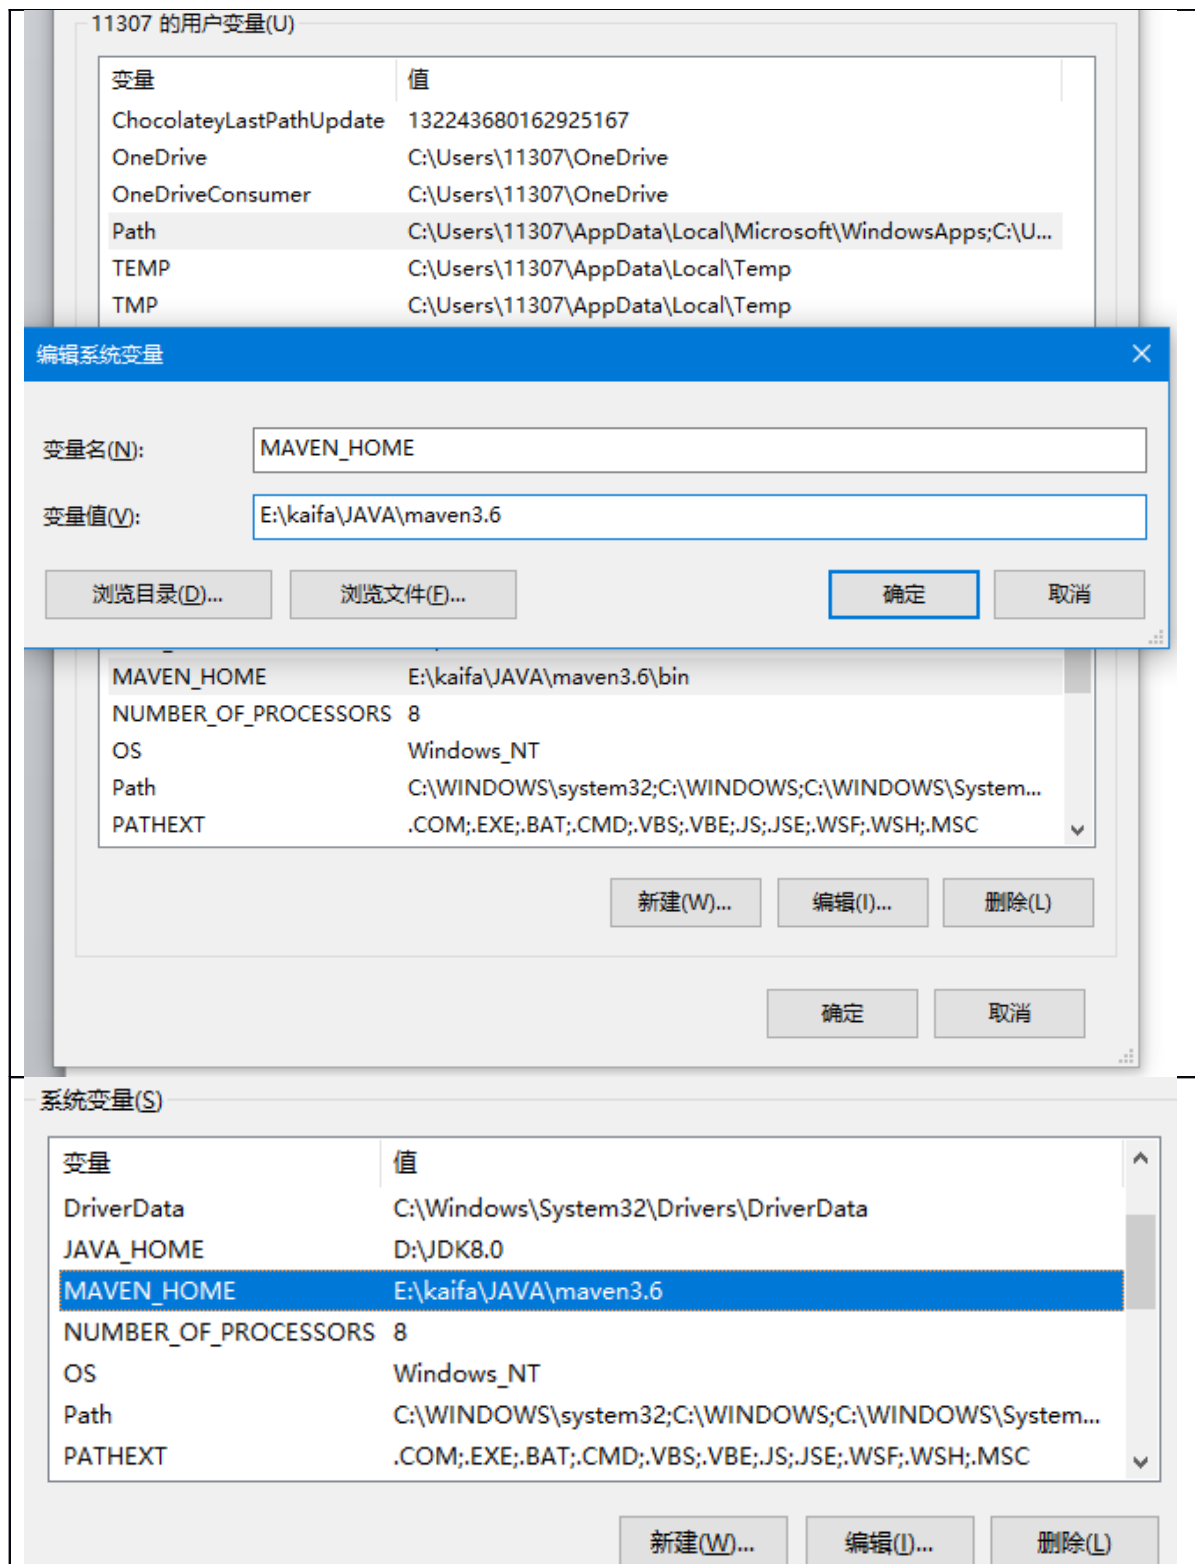 11307 的用户变量(U)
变量 值
ChocolateyLastPathUpdate 132243680162925167
OneDrive C:\Users\11307\OneDrive
OneDriveConsumer C:\Users\11307\OneDrive
Path C:\Users\11307\AppData\Local\Microsoft\WindowsApps;C:\U...
TEMP C:\Users\11307\AppData\Local\Temp
TMP C:\Users\11307\AppData\Local\Temp
编辑系统变量
变量名(N): MAVEN_HOME
变量值(V): E:\kaifa\JAVA\maven3.6
浏览目录(D)... 浏览文件(F)... 确定 取消
MAVEN_HOME E:\kaifa\JAVA\maven3.6\bin
NUMBER_OF_PROCESSORS 8
OS Windows_NT
Path C:\WINDOWS\system32;C:\WINDOWS;C:\WINDOWS\System...
PATHEXT .COM;.EXE;.BAT;.CMD;.VBS;.VBE;.JS;.JSE;.WSF;.WSH;.MSC
新建(W)... 编辑(I)... 删除(L)
确定 取消
系统变量(S)
变量 值
DriverData C:\Windows\System32\Drivers\DriverData
JAVA_HOME D:\JDK8.0
MAVEN_HOME E:\kaifa\JAVA\maven3.6
NUMBER_OF_PROCESSORS 8
OS Windows_NT
Path C:\WINDOWS\system32;C:\WINDOWS;C:\WINDOWS\System...
PATHEXT .COM;.EXE;.BAT;.CMD;.VBS;.VBE;.JS;.JSE;.WSF;.WSH;.MSC
新建(W)... 编辑(I)... 删除(L)